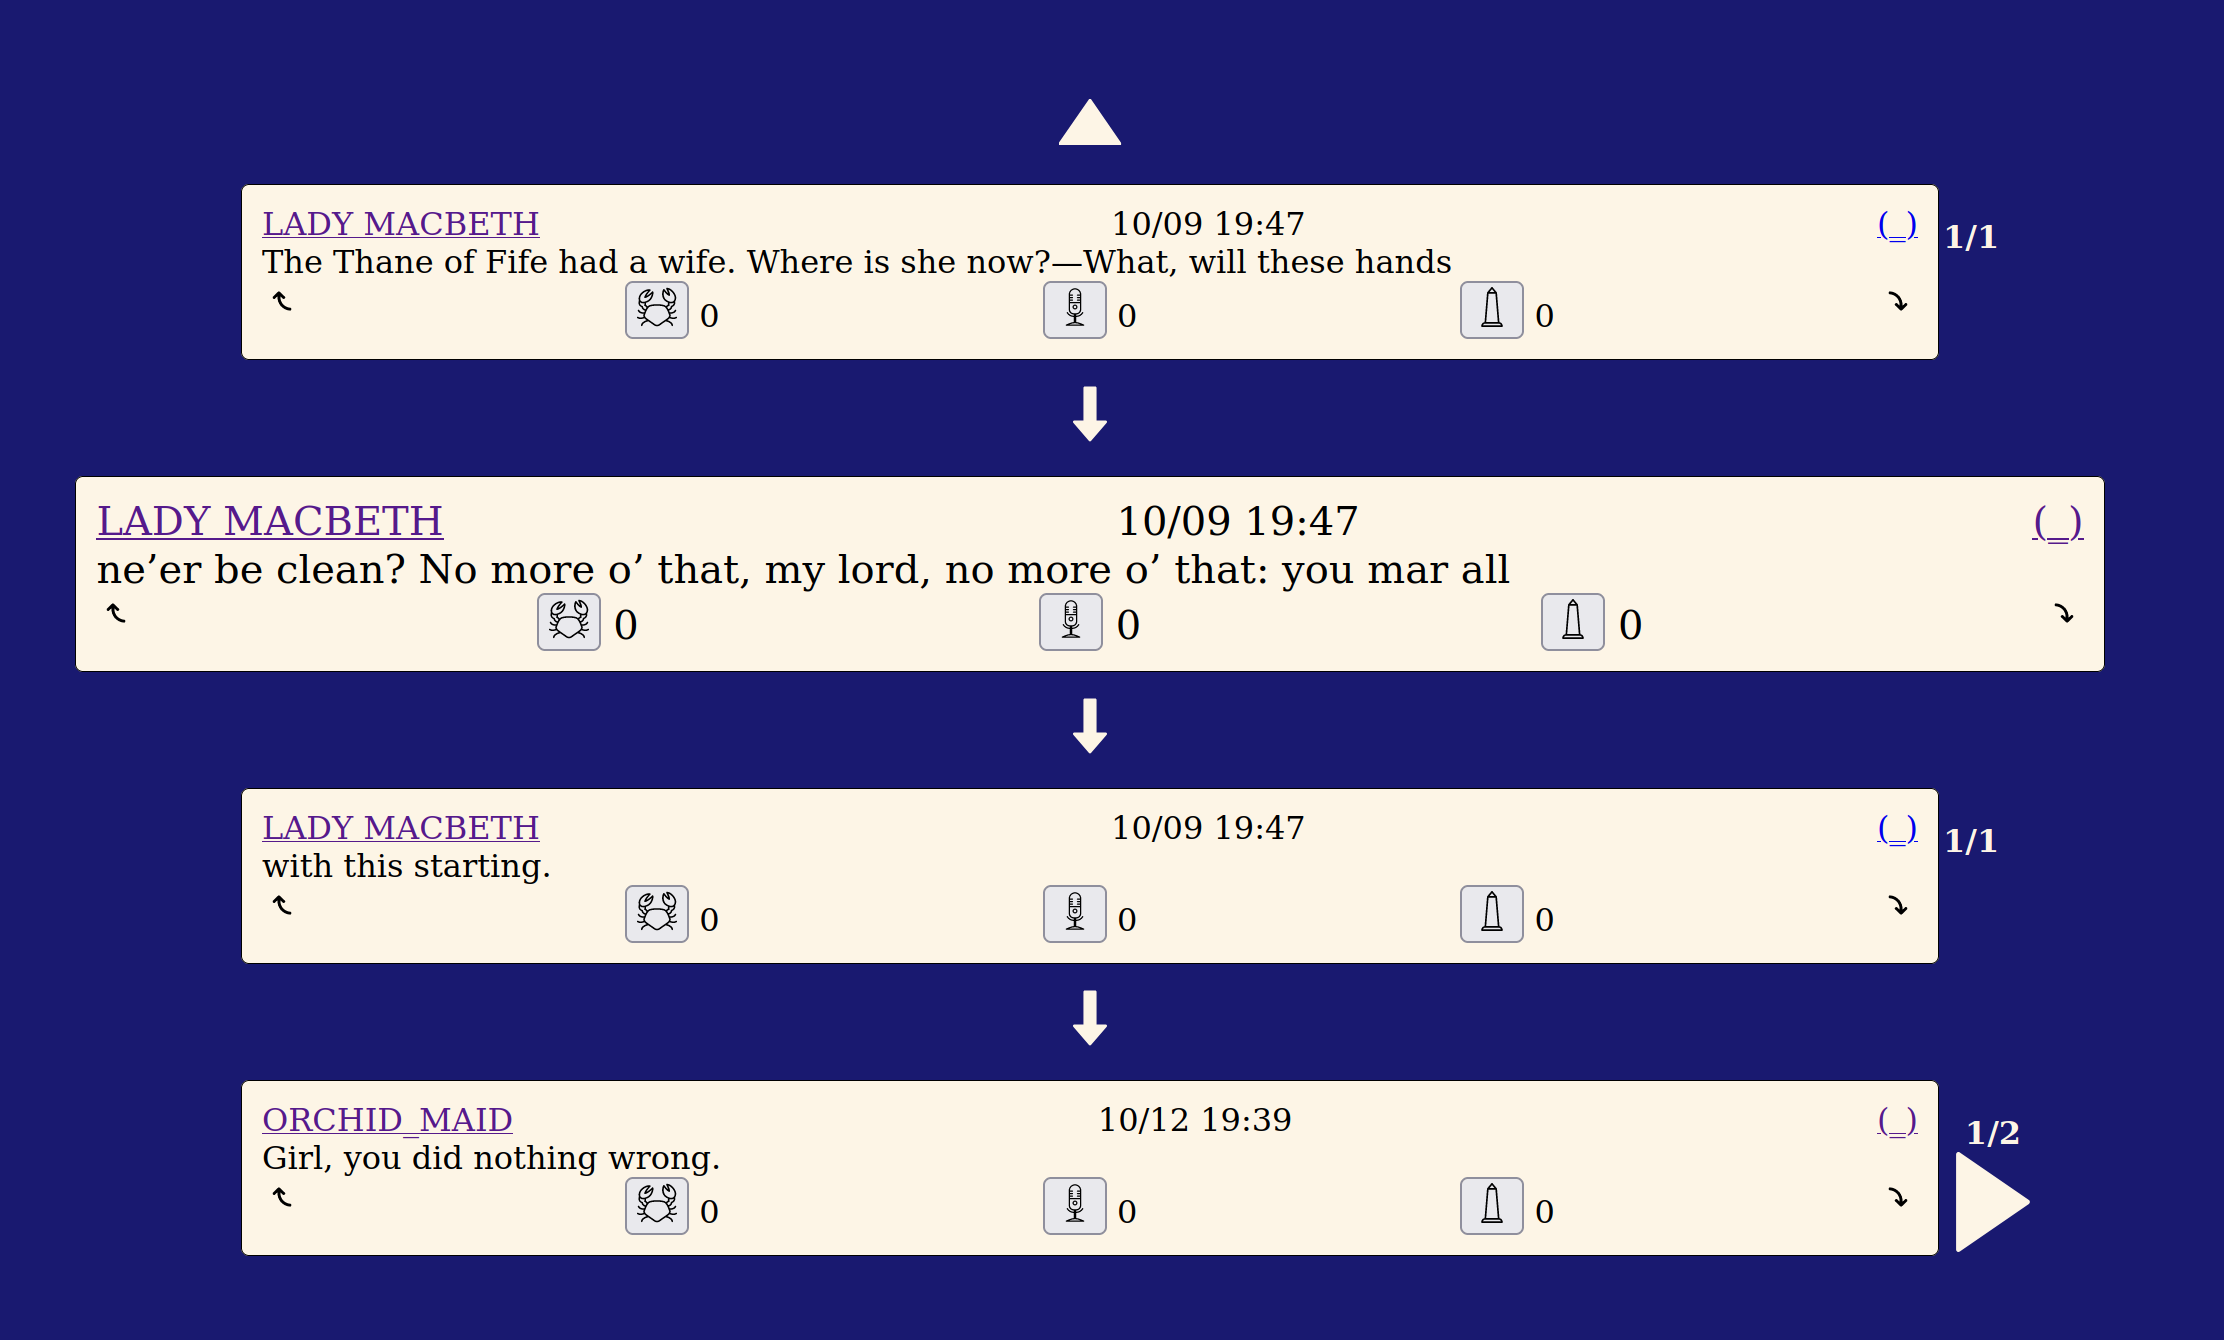 LADY MACBETH 10/09 19:47 (_) 1/1
The Thane of Fife had a wife. Where is she now?—What, will these hands
0 0 0
LADY MACBETH 10/09 19:47 (_)
ne’er be clean? No more o’ that, my lord, no more o’ that: you mar all
0 0 0
LADY MACBETH 10/09 19:47 (_) 1/1
with this starting.
0 0 0
ORCHID_MAID 10/12 19:39 (_) 1/2
Girl, you did nothing wrong.
0 0 0